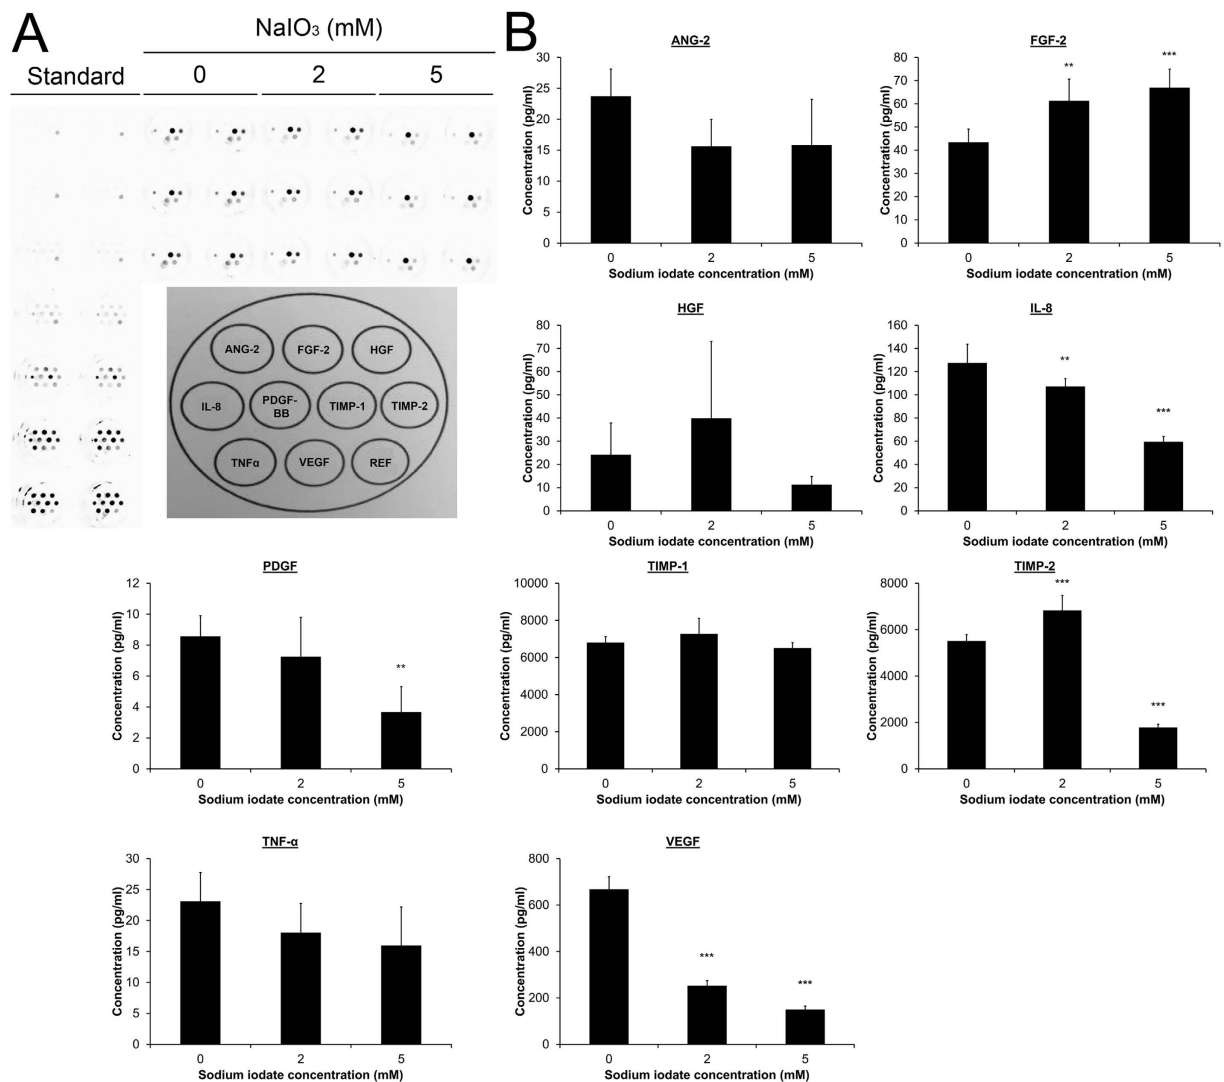 A
NaIO₃ (mM)
Standard
0
2
5
ANG-2
FGF-2
HGF
IL-8
PDGF-
BB
TIMP-1
TIMP-2
TNFα
VEGF
REF
B
ANG-2
Concentration (pg/ml)
30
25
20
15
10
5
0
0
2
5
Sodium iodate concentration (mM)
FGF-2
Concentration (pg/ml)
80
70
60
50
40
30
20
10
0
**
***
0
2
5
Sodium iodate concentration (mM)
HGF
Concentration (pg/ml)
80
70
60
50
40
30
20
10
0
0
2
5
Sodium iodate concentration (mM)
IL-8
Concentration (pg/ml)
160
140
120
100
80
60
40
20
0
**
***
0
2
5
Sodium iodate concentration (mM)
PDGF
Concentration (pg/ml)
12
10
8
6
4
2
0
**
0
2
5
Sodium iodate concentration (mM)
TIMP-1
Concentration (pg/ml)
10000
8000
6000
4000
2000
0
0
2
5
Sodium iodate concentration (mM)
TIMP-2
Concentration (pg/ml)
8000
6000
4000
2000
0
***
***
0
2
5
Sodium iodate concentration (mM)
TNF-α
Concentration (pg/ml)
30
25
20
15
10
5
0
0
2
5
Sodium iodate concentration (mM)
VEGF
Concentration (pg/ml)
800
600
400
200
0
***
***
0
2
5
Sodium iodate concentration (mM)